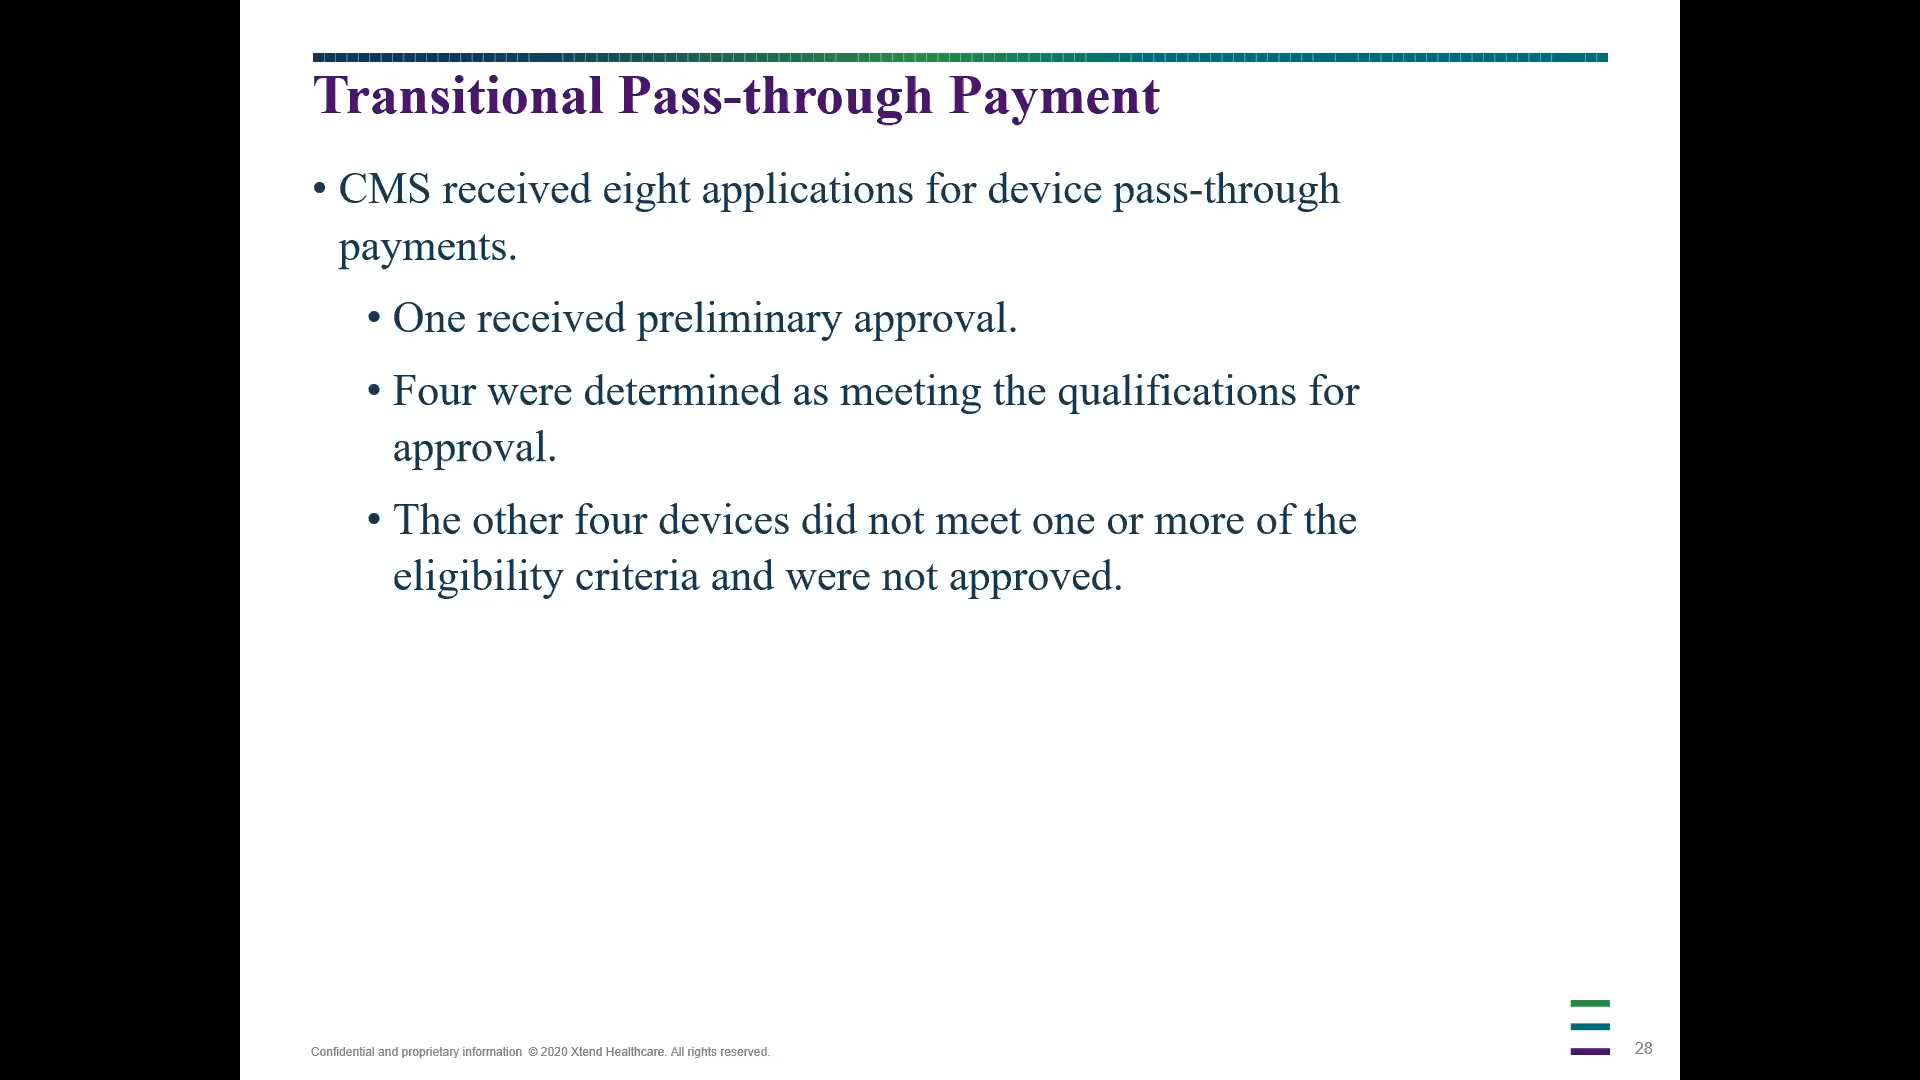 Transitional Pass-through Payment
• CMS received eight applications for device pass-through
payments.
• One received preliminary approval.
• Four were determined as meeting the qualifications for
approval.
• The other four devices did not meet one or more of the
eligibility criteria and were not approved.
Confidential and proprietary information © 2020 Xtend Healthcare. All rights reserved.
28